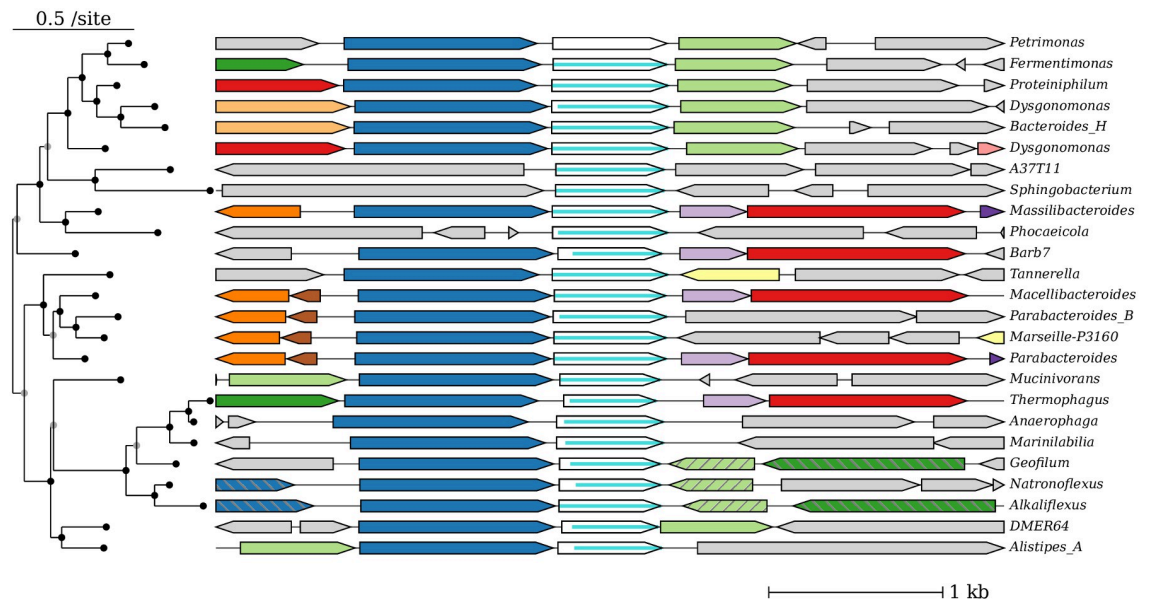 0.5 /site
Petrimonas
Fermentimonas
Proteiniphilum
Dysgonomonas
Bacteroides_H
Dysgonomonas
A37T11
Sphingobacterium
Massilibacteroides
Phocaeicola
Barb7
Tannerella
Macellibacteroides
Parabacteroides_B
Marseille-P3160
Parabacteroides
Mucinivorans
Thermophagus
Anaerophaga
Marinilabilia
Geofilum
Natronoflexus
Alkaliflexus
DMER64
Alistipes_A
1 kb